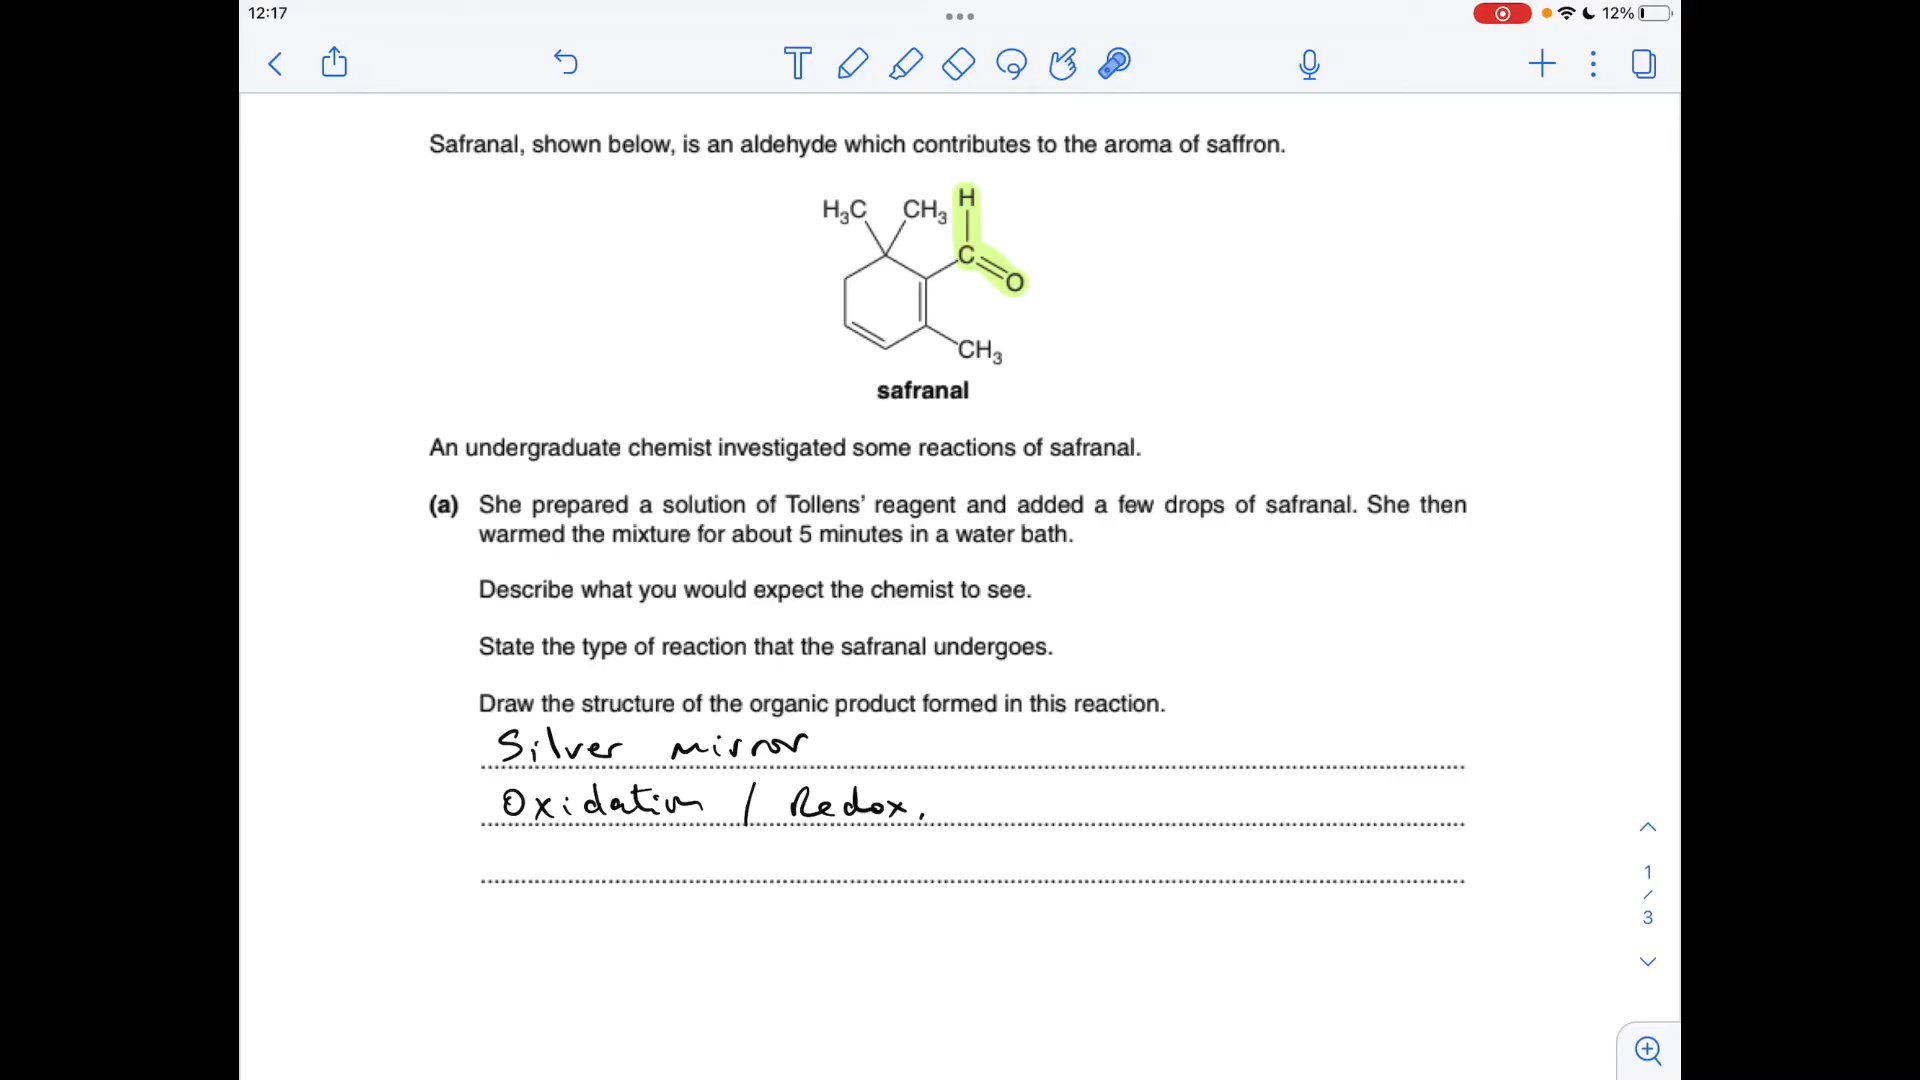 12:17
12%
Safranal, shown below, is an aldehyde which contributes to the aroma of saffron.
H
H₃C CH₃
C
O
CH₃
safranal
An undergraduate chemist investigated some reactions of safranal.
(a) She prepared a solution of Tollens’ reagent and added a few drops of safranal. She then
warmed the mixture for about 5 minutes in a water bath.
Describe what you would expect the chemist to see.
State the type of reaction that the safranal undergoes.
Draw the structure of the organic product formed in this reaction.
Silver mirror
Oxidation / Redox.
1
/
3